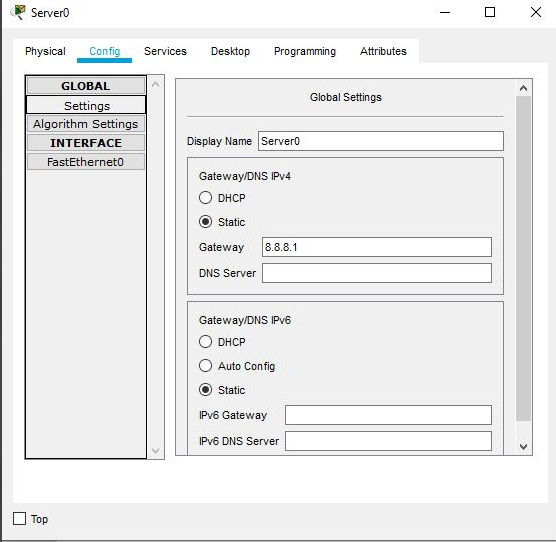 Server0
Physical Config Services Desktop Programming Attributes
GLOBAL
Settings
Algorithm Settings
INTERFACE
FastEthernet0
Global Settings
Display Name Server0
Gateway/DNS IPv4
DHCP
Static
Gateway 8.8.8.1
DNS Server
Gateway/DNS IPv6
DHCP
Auto Config
Static
IPv6 Gateway
IPv6 DNS Server
Top